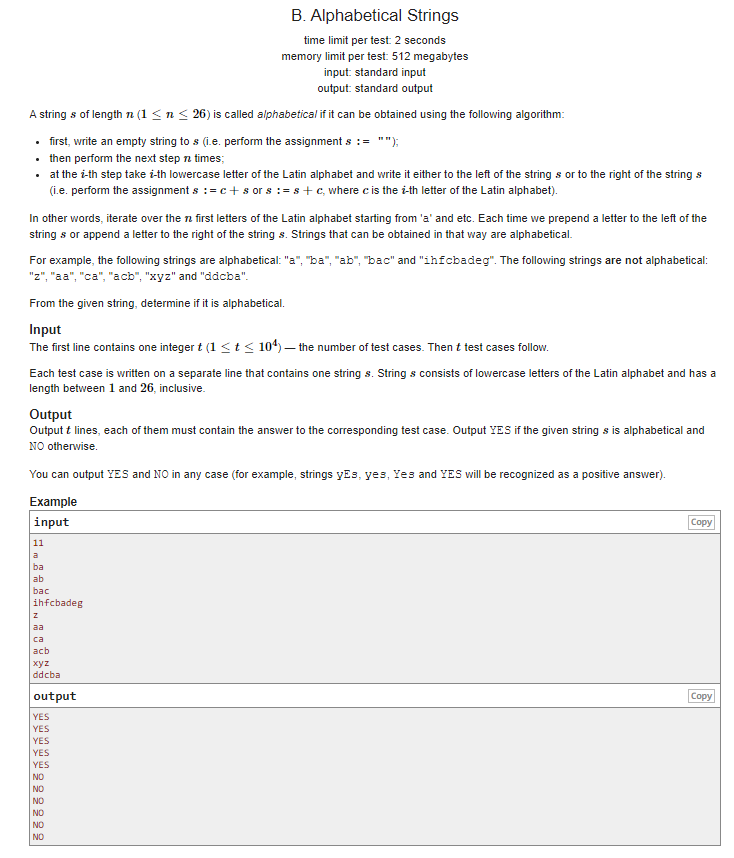 B. Alphabetical Strings
time limit per test: 2 seconds
memory limit per test: 512 megabytes
input: standard input
output: standard output
A string s of length n (1 ≤ n ≤ 26) is called alphabetical if it can be obtained using the following algorithm:
• first, write an empty string to s (i.e. perform the assignment s := "");
• then perform the next step n times;
• at the i-th step take i-th lowercase letter of the Latin alphabet and write it either to the left of the string s or to the right of the string s
(i.e. perform the assignment s := c + s or s := s + c, where c is the i-th letter of the Latin alphabet).
In other words, iterate over the n first letters of the Latin alphabet starting from 'a' and etc. Each time we prepend a letter to the left of the
string s or append a letter to the right of the string s. Strings that can be obtained in that way are alphabetical.
For example, the following strings are alphabetical: "a", "ba", "ab", "bac" and "ihfcbadeg". The following strings are not alphabetical:
"z", "aa", "ca", "acb", "xyz" and "ddcba".
From the given string, determine if it is alphabetical.
Input
The first line contains one integer t (1 ≤ t ≤ 10⁴) — the number of test cases. Then t test cases follow.
Each test case is written on a separate line that contains one string s. String s consists of lowercase letters of the Latin alphabet and has a
length between 1 and 26, inclusive.
Output
Output t lines, each of them must contain the answer to the corresponding test case. Output YES if the given string s is alphabetical and
NO otherwise.
You can output YES and NO in any case (for example, strings yEs, yes, Yes and YES will be recognized as a positive answer).
Example
input Copy
11
a
ba
ab
bac
ihfcbadeg
z
aa
ca
acb
xyz
ddcba
output Copy
YES
YES
YES
YES
YES
NO
NO
NO
NO
NO
NO